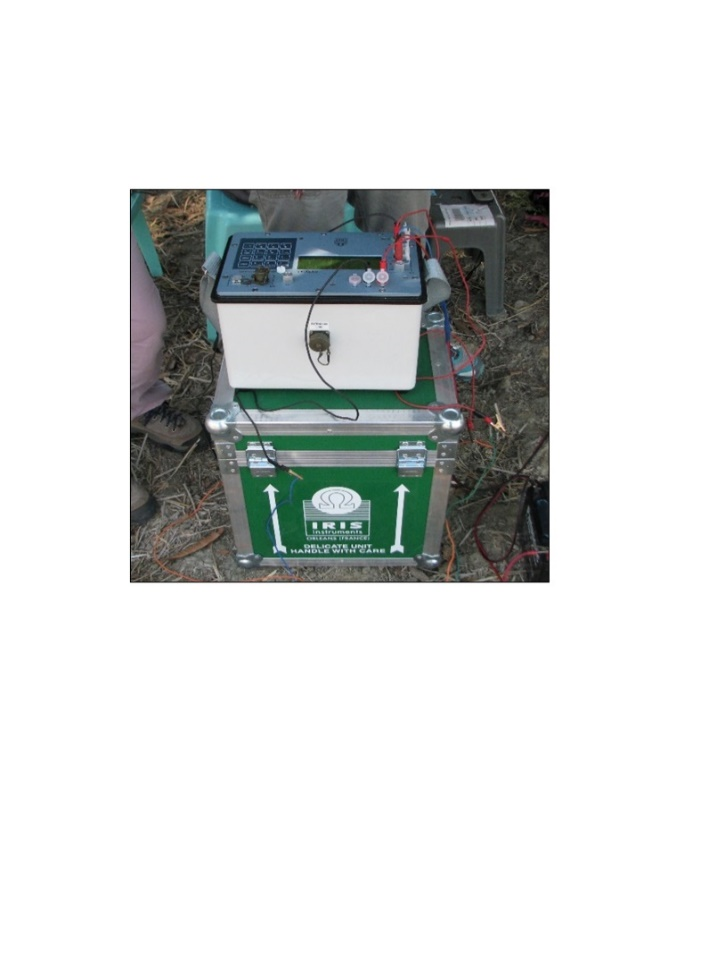 IRIS
instruments
ORLEANS (FRANCE)
DELICATE UNIT
HANDLE WITH CARE